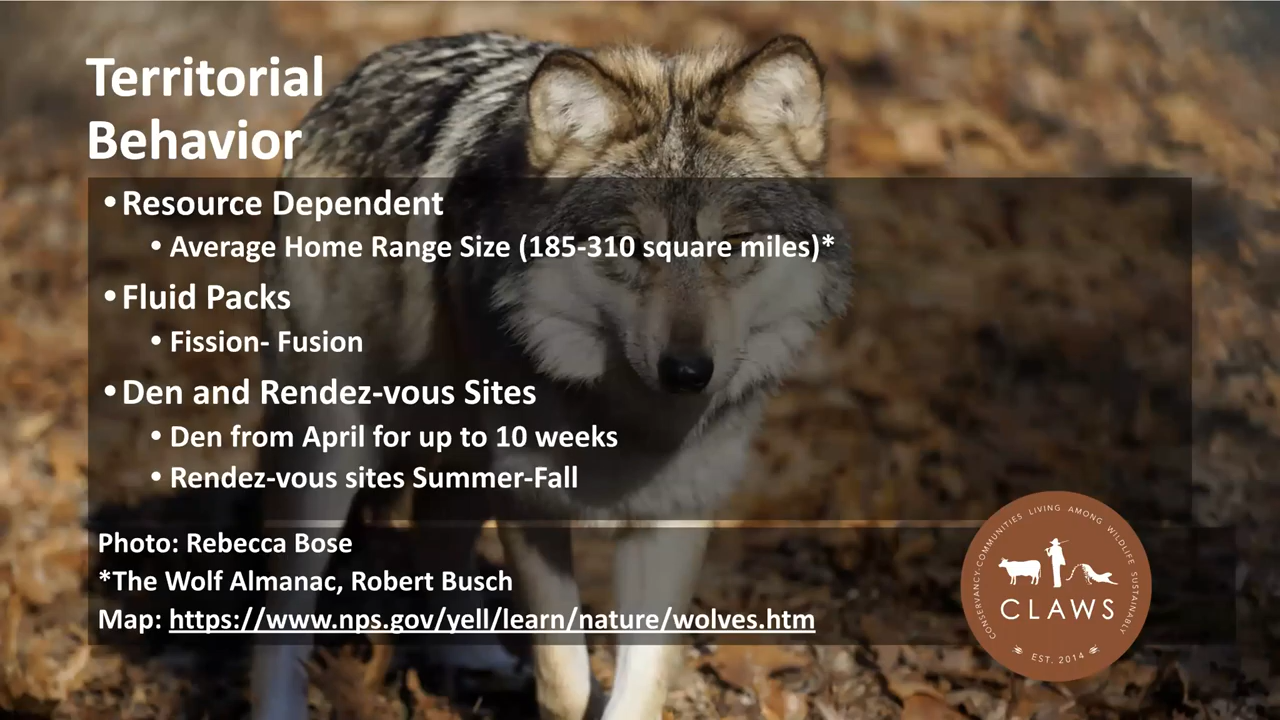 Territorial
Behavior
•Resource Dependent
• Average Home Range Size (185-310 square miles)*
•Fluid Packs
• Fission- Fusion
•Den and Rendez-vous Sites
• Den from April for up to 10 weeks
• Rendez-vous sites Summer-Fall
Photo: Rebecca Bose
*The Wolf Almanac, Robert Busch
Map: https://www.nps.gov/yell/learn/nature/wolves.htm
CONSERVANCY·COMMUNITIES LIVING AMONG WILDLIFE SUSTAINABLY
CLAWS
EST. 2014